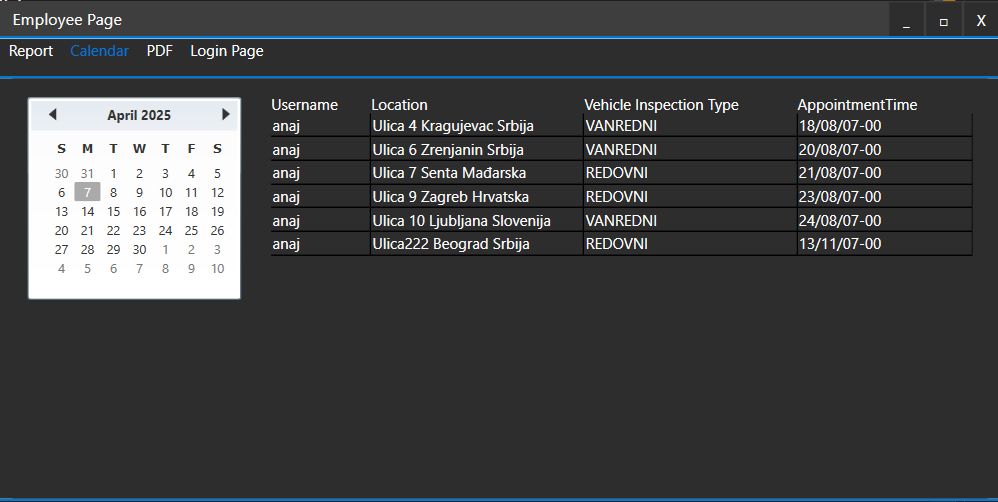 Employee Page _ □ X
Report Calendar PDF Login Page
April 2025
S M T W T F S
30 31 1 2 3 4 5
6 7 8 9 10 11 12
13 14 15 16 17 18 19
20 21 22 23 24 25 26
27 28 29 30 1 2 3
4 5 6 7 8 9 10
Username Location Vehicle Inspection Type AppointmentTime
anaj Ulica 4 Kragujevac Srbija VANREDNI 18/08/07-00
anaj Ulica 6 Zrenjanin Srbija VANREDNI 20/08/07-00
anaj Ulica 7 Senta Mađarska REDOVNI 21/08/07-00
anaj Ulica 9 Zagreb Hrvatska REDOVNI 23/08/07-00
anaj Ulica 10 Ljubljana Slovenija VANREDNI 24/08/07-00
anaj Ulica222 Beograd Srbija REDOVNI 13/11/07-00